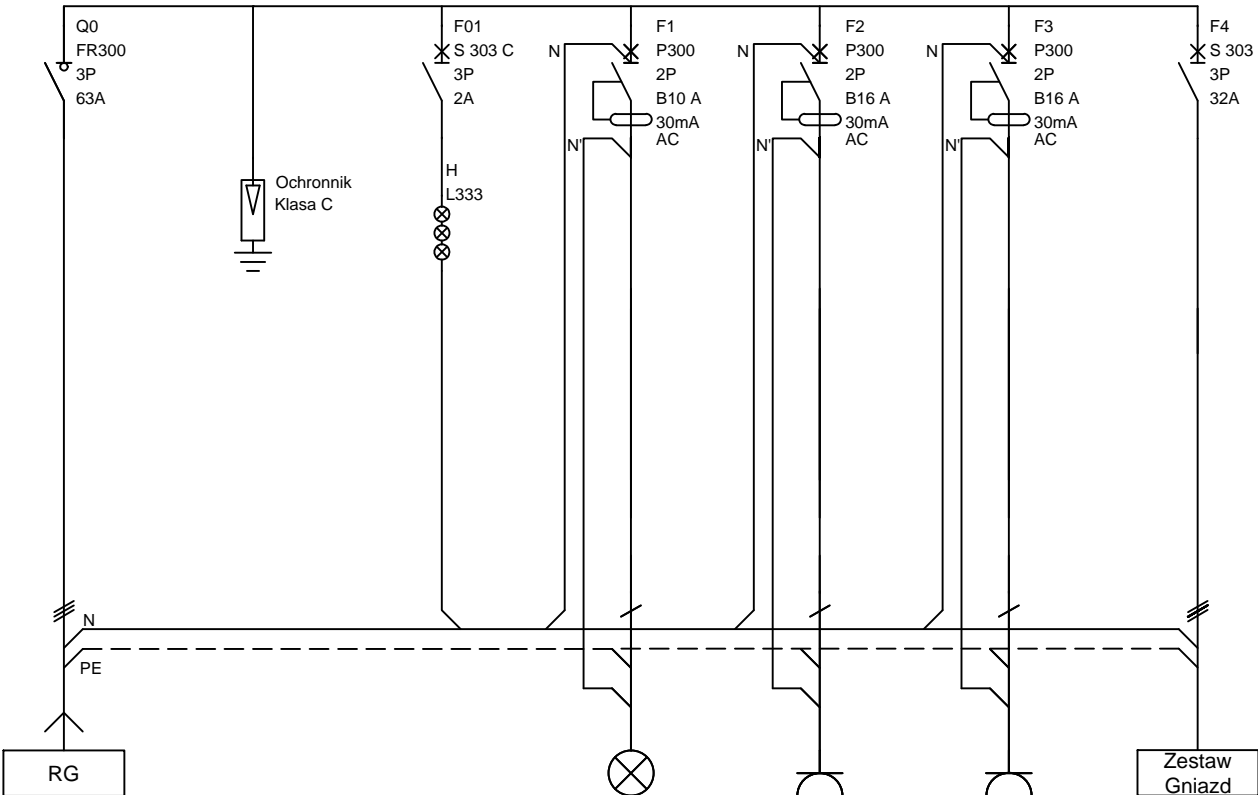 Q0
FR300
3P
63A
Ochronnik
Klasa C
F01
S 303 C
3P
2A
H
L333
N
F1
P300
2P
B10 A
30mA
AC
N'
N
F2
P300
2P
B16 A
30mA
AC
N'
N
F3
P300
2P
B16 A
30mA
AC
N'
F4
S 303
3P
32A
N
PE
RG
Zestaw
Gniazd